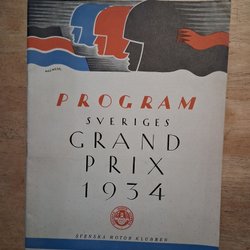 PROGRAM
SVERIGES
GRAND
PRIX
1934
SVENSKA MOTOR KLUBBEN